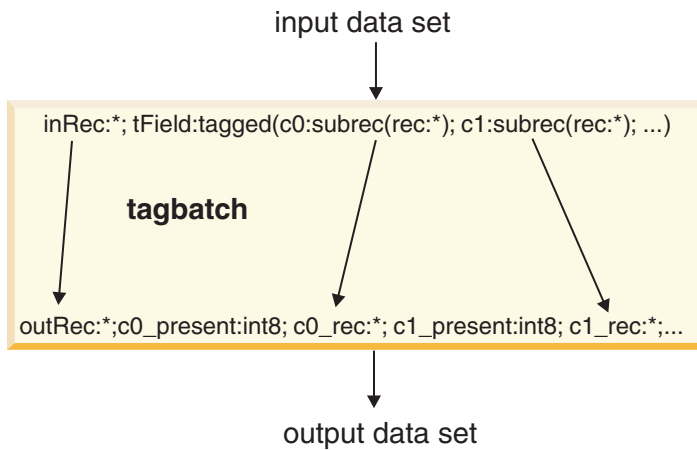 input data set
inRec:*; tField:tagged(c0:subrec(rec:*); c1:subrec(rec:*); ...)
tagbatch
outRec:*;c0_present:int8; c0_rec:*; c1_present:int8; c1_rec:*;...
output data set